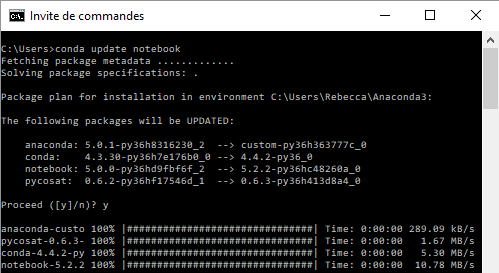 Invite de commandes
C:\Users>conda update notebook
Fetching package metadata .............
Solving package specifications: .
Package plan for installation in environment C:\Users\Rebecca\Anaconda3:
The following packages will be UPDATED:
anaconda: 5.0.1-py36h8316230_2 --> custom-py36h363777c_0
conda: 4.3.30-py36h7e176b0_0 --> 4.4.2-py36_0
notebook: 5.0.0-py36hd9fbf6f_2 --> 5.2.2-py36hc48260a_0
pycosat: 0.6.2-py36hf17546d_1 --> 0.6.3-py36h413d8a4_0
Proceed ([y]/n)? y
anaconda-custo 100% |###############################| Time: 0:00:00 289.09 kB/s
pycosat-0.6.3- 100% |###############################| Time: 0:00:00 1.67 MB/s
conda-4.4.2-py 100% |###############################| Time: 0:00:00 5.30 MB/s
notebook-5.2.2 100% |###############################| Time: 0:00:00 10.78 MB/s